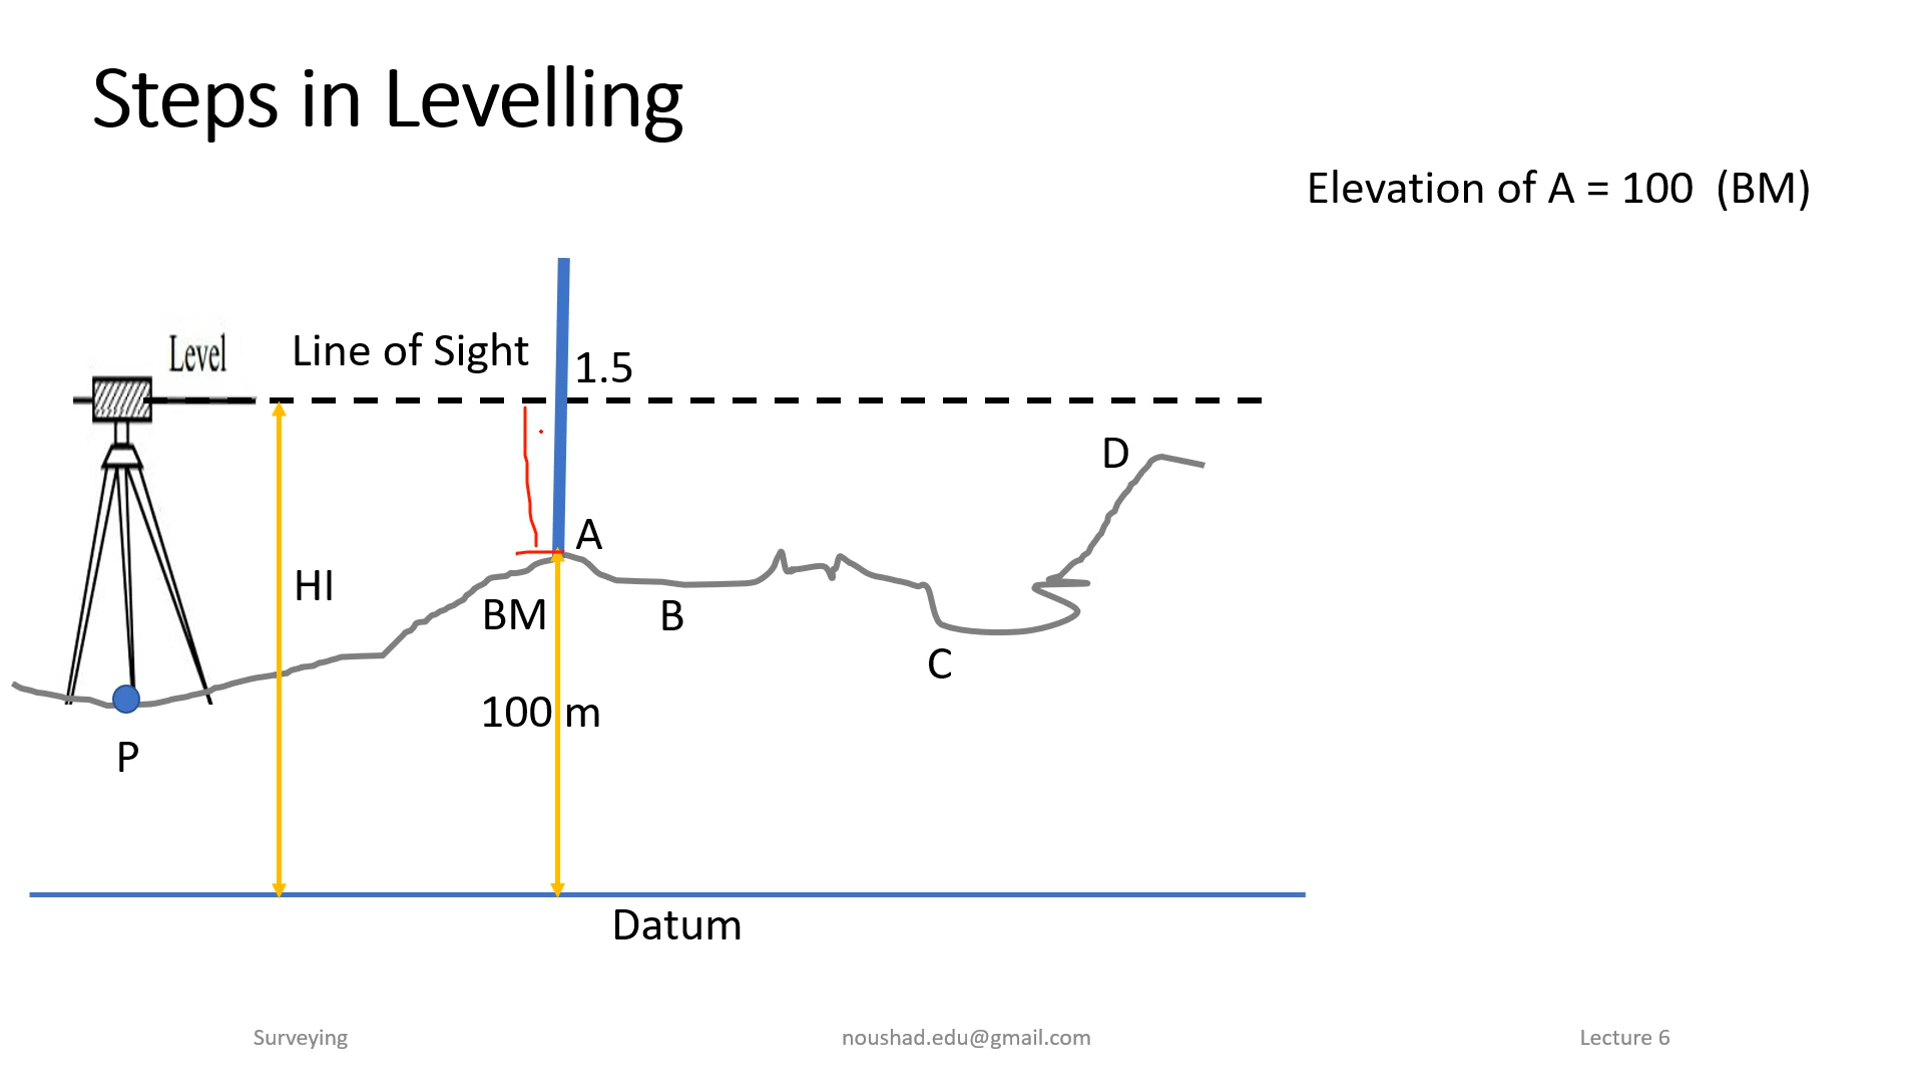 Steps in Levelling
Elevation of A = 100 (BM)
Level
Line of Sight
1.5
D
A
HI
BM
B
C
100 m
P
Datum
Surveying
noushad.edu@gmail.com
Lecture 6